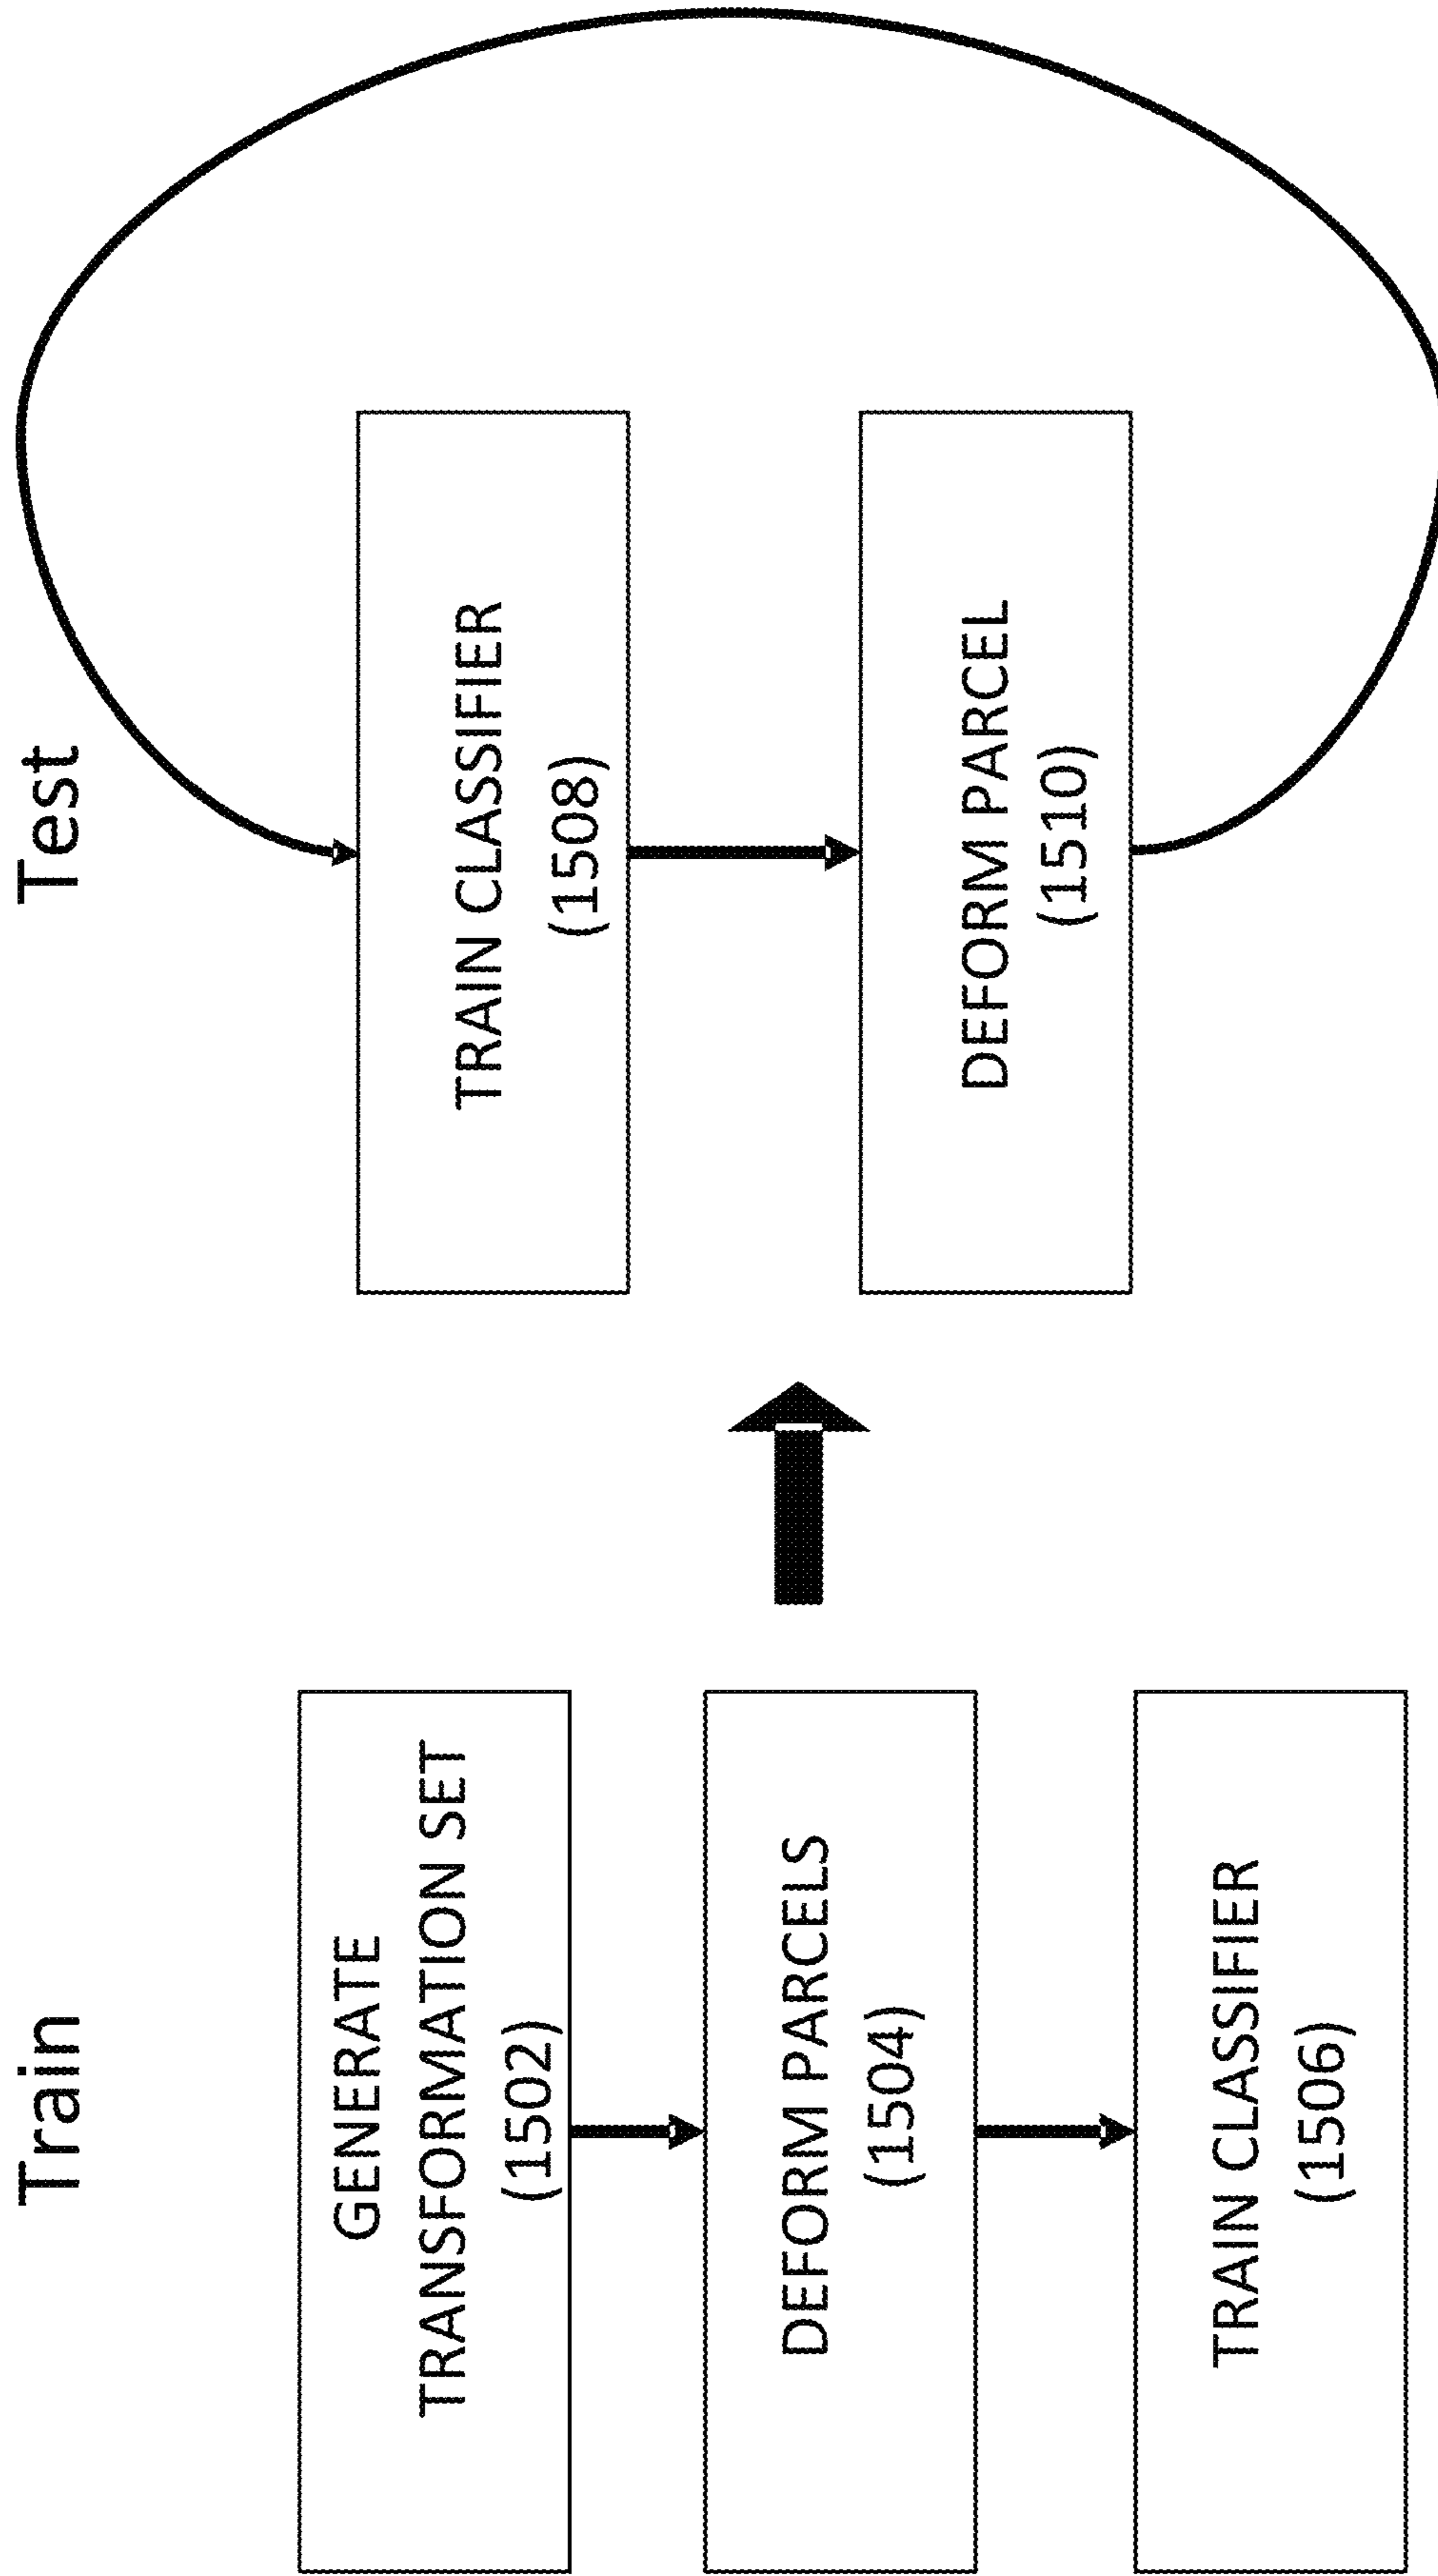 Train
GENERATE
TRANSFORMATION SET
(1502)
DEFORM PARCELS
(1504)
TRAIN CLASSIFIER
(1506)
Test
TRAIN CLASSIFIER
(1508)
DEFORM PARCEL
(1510)